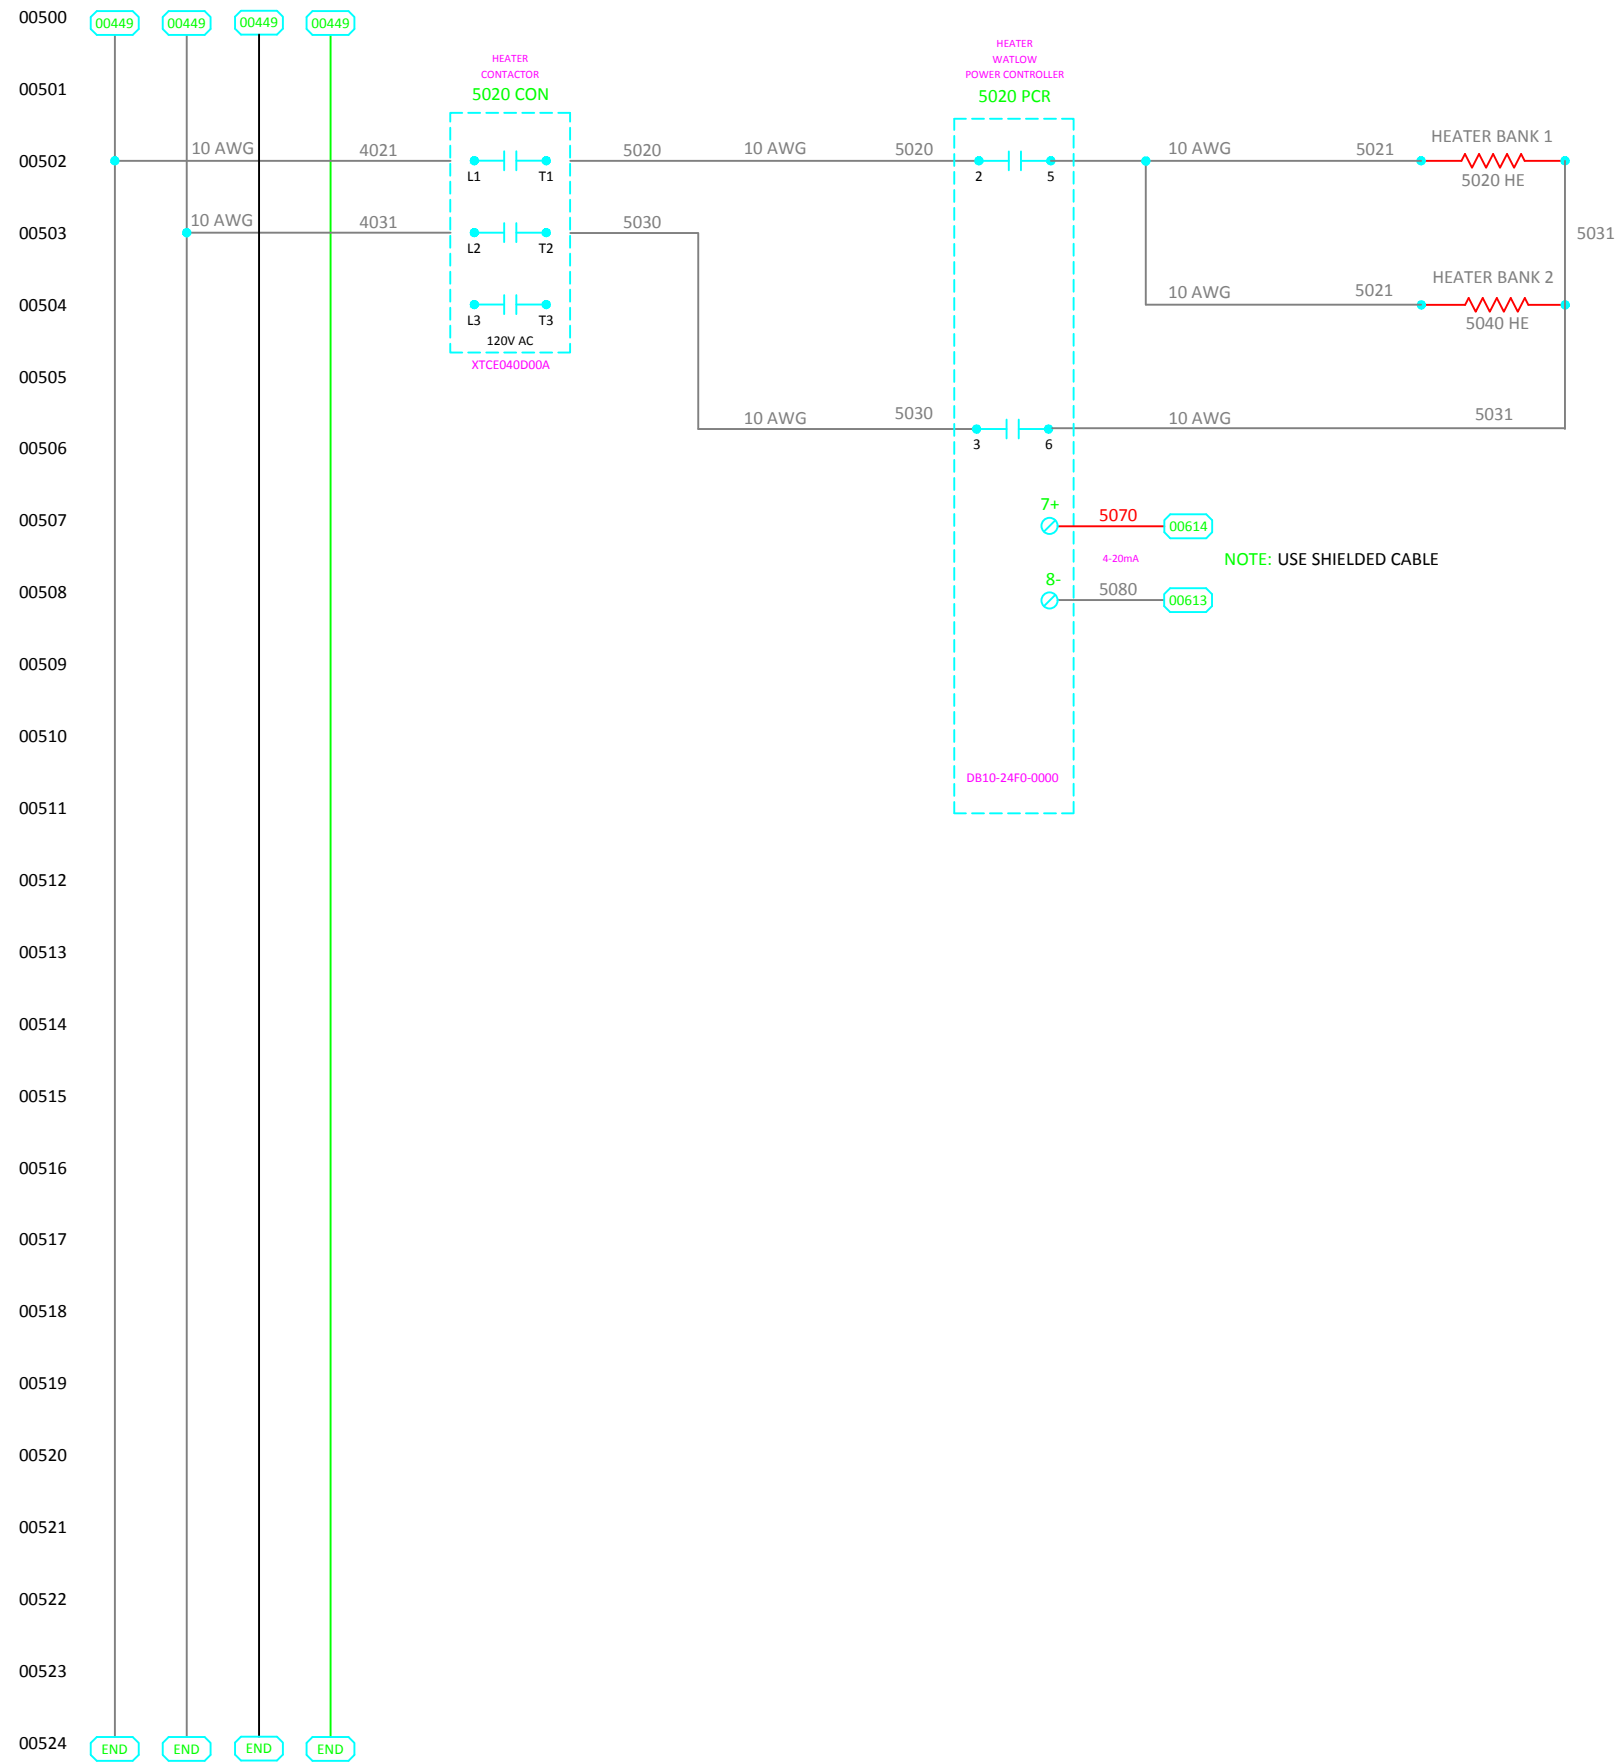 00500 00449 00449 00449 00449
HEATER
CONTACTOR
5020 CON
HEATER
WATLOW
POWER CONTROLLER
5020 PCR
00501
10 AWG 4021 5020 10 AWG 5020 10 AWG 5021 HEATER BANK 1
00502
L1 T1 2 5 5020 HE
10 AWG 4031 5030
00503 5031
L2 T2
HEATER BANK 2
10 AWG 5021
00504
L3 T3 5040 HE
120V AC
XTCE040D00A
00505
10 AWG 5030 10 AWG 5031
00506
3 6
7+
00507 5070 00614
4-20mA NOTE: USE SHIELDED CABLE
8-
00508 5080 00613
00509
00510
DB10-24F0-0000
00511
00512
00513
00514
00515
00516
00517
00518
00519
00520
00521
00522
00523
00524 END END END END